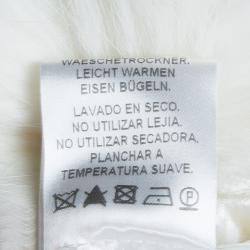 WAESCHETROCKNER.
LEICHT WARMEN
EISEN BÜGELN.
LAVADO EN SECO.
NO UTILIZAR LEJIA.
NO UTILIZAR SECADORA,
PLANCHAR A
TEMPERATURA SUAVE.
P